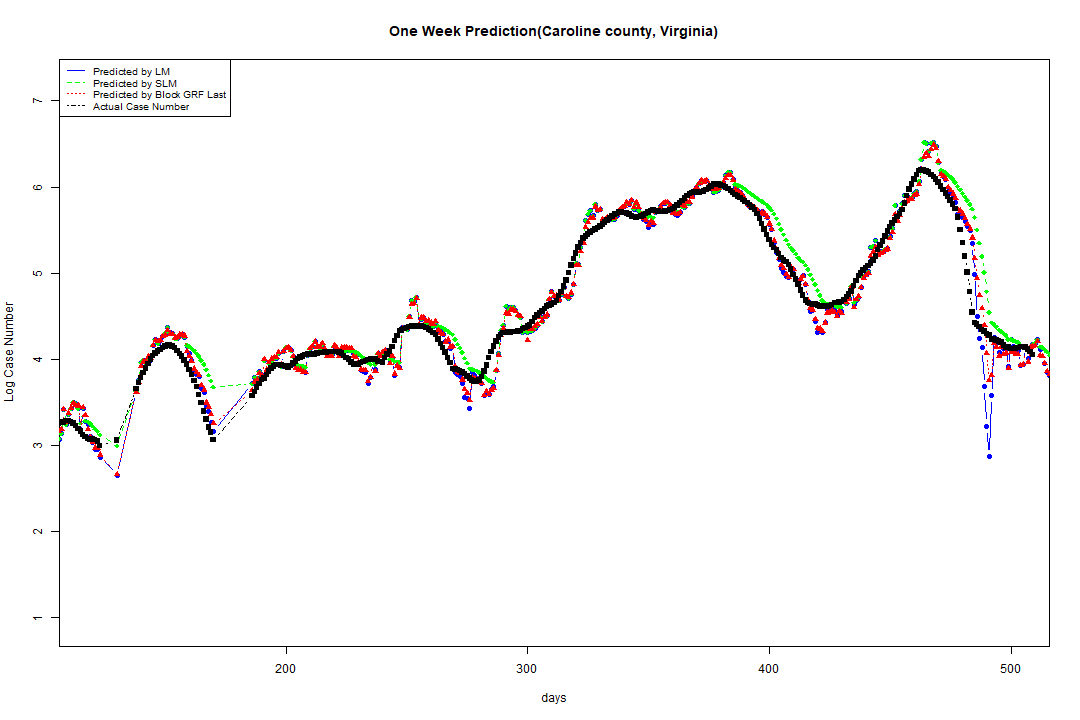 One Week Prediction(Caroline county, Virginia)
Predicted by LM
Predicted by SLM
Predicted by Block GRF Last
Actual Case Number
7
6
5
4
3
2
1
Log Case Number
200 300 400 500
days